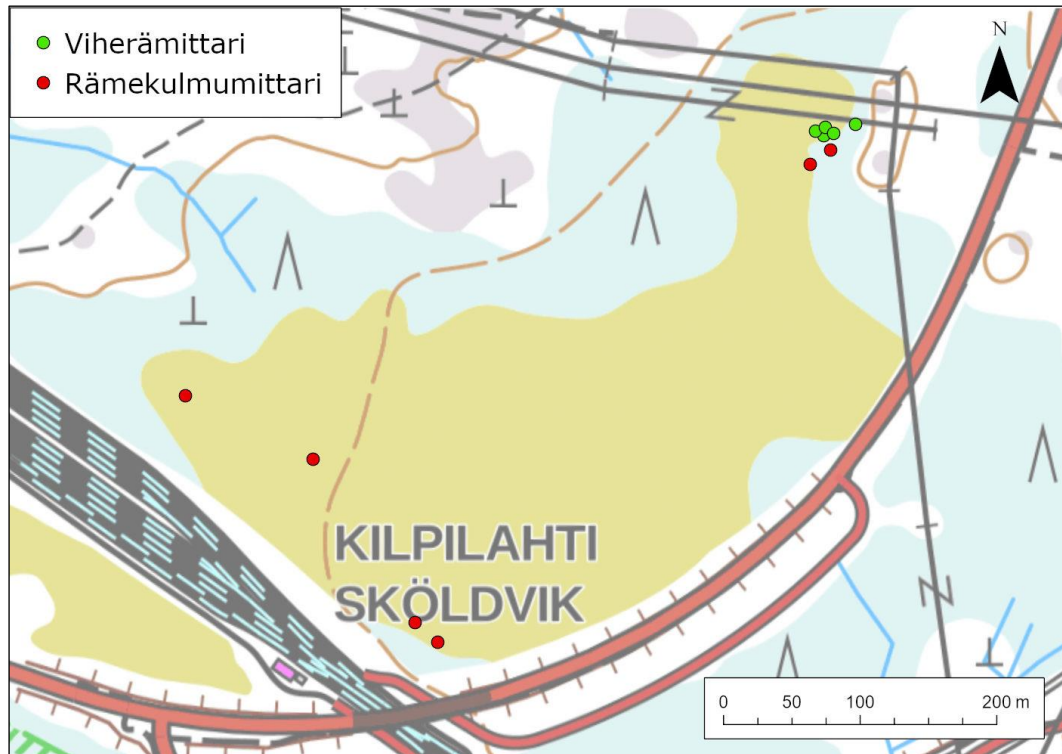 Viherämittari
Rämekulmumittari
N
KILPILAHTI
SKÖLDVIK
0 50 100 200 m